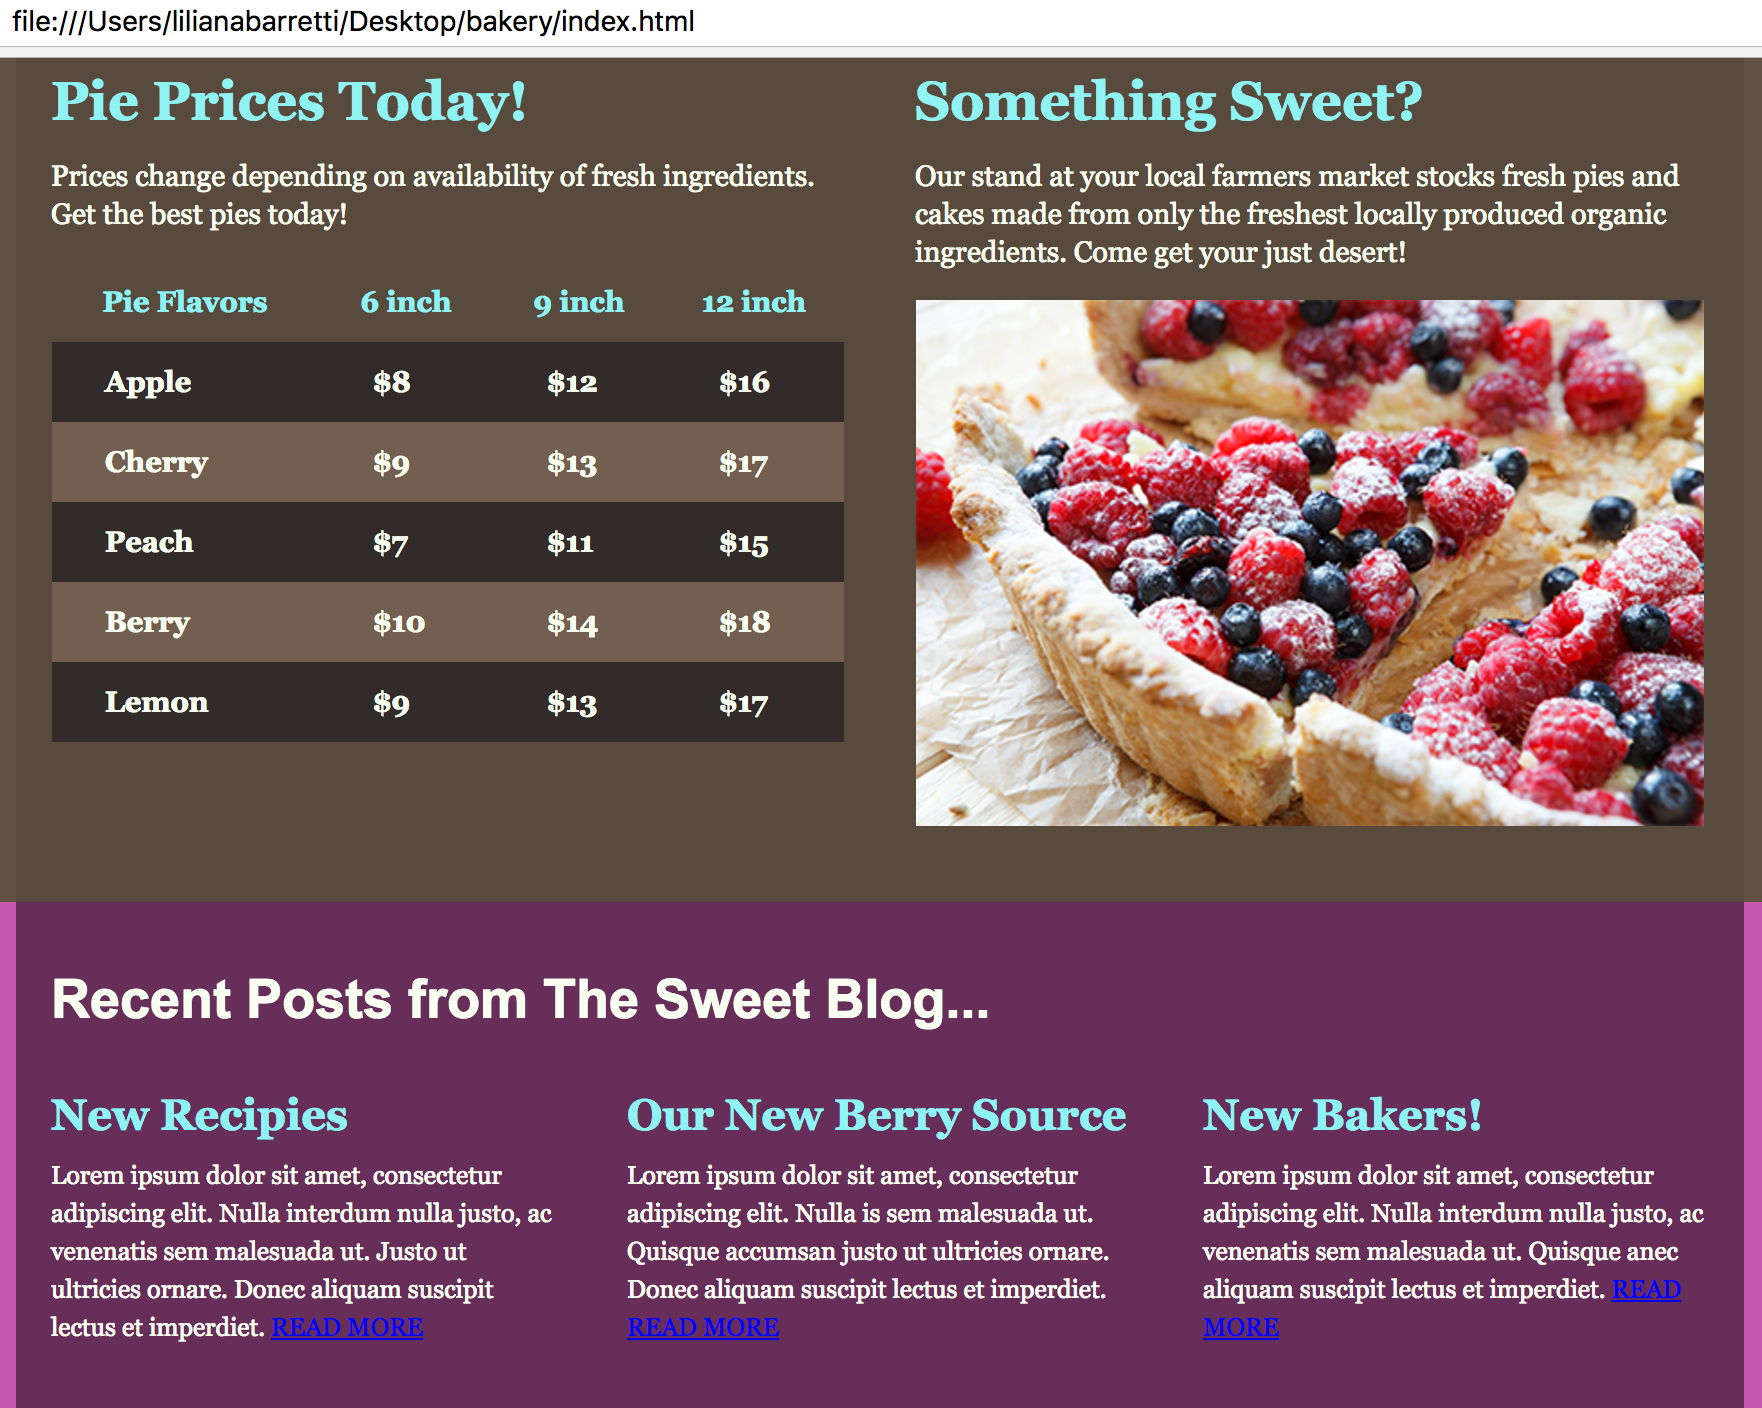 file:///Users/lilianabarretti/Desktop/bakery/index.html
Pie Prices Today!
Prices change depending on availability of fresh ingredients.
Get the best pies today!
Pie Flavors 6 inch 9 inch 12 inch
Apple $8 $12 $16
Cherry $9 $13 $17
Peach $7 $11 $15
Berry $10 $14 $18
Lemon $9 $13 $17
Something Sweet?
Our stand at your local farmers market stocks fresh pies and
cakes made from only the freshest locally produced organic
ingredients. Come get your just desert!
Recent Posts from The Sweet Blog...
New Recipies
Lorem ipsum dolor sit amet, consectetur
adipiscing elit. Nulla interdum nulla justo, ac
venenatis sem malesuada ut. Justo ut
ultricies ornare. Donec aliquam suscipit
lectus et imperdiet. READ MORE
Our New Berry Source
Lorem ipsum dolor sit amet, consectetur
adipiscing elit. Nulla is sem malesuada ut.
Quisque accumsan justo ut ultricies ornare.
Donec aliquam suscipit lectus et imperdiet.
READ MORE
New Bakers!
Lorem ipsum dolor sit amet, consectetur
adipiscing elit. Nulla interdum nulla justo, ac
venenatis sem malesuada ut. Quisque anec
aliquam suscipit lectus et imperdiet. READ
MORE